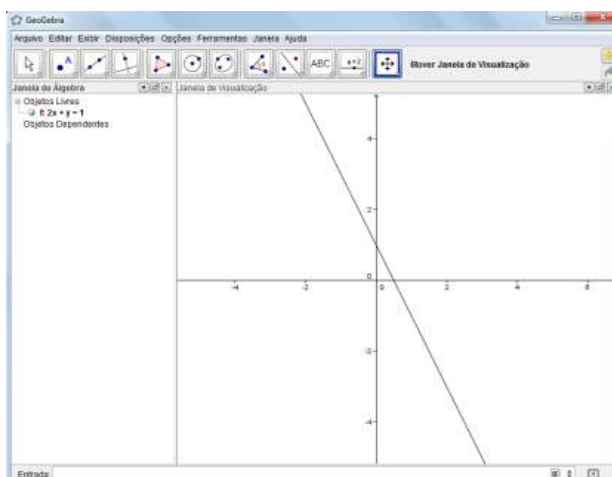 GeoGebra
Arquivo Editar Exibir Disposições Opções Ferramentas Janela Ajuda
ABC
a=2
Mover Janela de Visualização
Janela de Álgebra
Janela de Visualização
Objetos Livres
f: 2x + y = 1
Objetos Dependentes
4
2
0
-4
-2
0
2
4
6
-2
-4
Entrada: